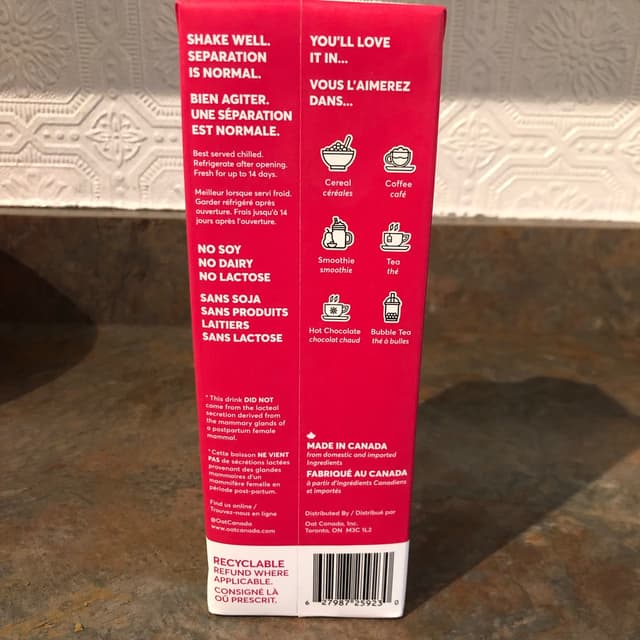 SHAKE WELL.
SEPARATION
IS NORMAL.
BIEN AGITER.
UNE SÉPARATION
EST NORMALE.
Best served chilled.
Refrigerate after opening.
Fresh for up to 14 days.
Meilleur lorsque servi froid.
Garder réfrigéré après
ouverture. Frais jusqu'à 14
jours après l'ouverture.
NO SOY
NO DAIRY
NO LACTOSE
SANS SOJA
SANS PRODUITS
LAITIERS
SANS LACTOSE
* This drink DID NOT
come from the lacteal
secretion derived from
the mammary glands of
a postpartum female
mammal.
* Cette boisson NE VIENT
PAS de sécrétions lactées
provenant des glandes
mammaires d'un
mammifère femelle en
période post-partum.
Find us online /
Trouvez-nous en ligne
@OatCanada
www.oatcanada.com
YOU'LL LOVE
IT IN...
VOUS L'AIMEREZ
DANS...
Cereal
céréales
Coffee
café
Smoothie
smoothie
Tea
thé
Hot Chocolate
chocolat chaud
Bubble Tea
thé à bulles
MADE IN CANADA
from domestic and imported
Ingredients
FABRIQUÉ AU CANADA
à partir d'Ingrédients Canadiens
et importés
Distributed By / Distribué par
Oat Canada, Inc.
Toronto, ON M3C 1L2
RECYCLABLE
REFUND WHERE
APPLICABLE.
CONSIGNÉ LÀ
OÙ PRESCRIT.
6 27987 25923 0